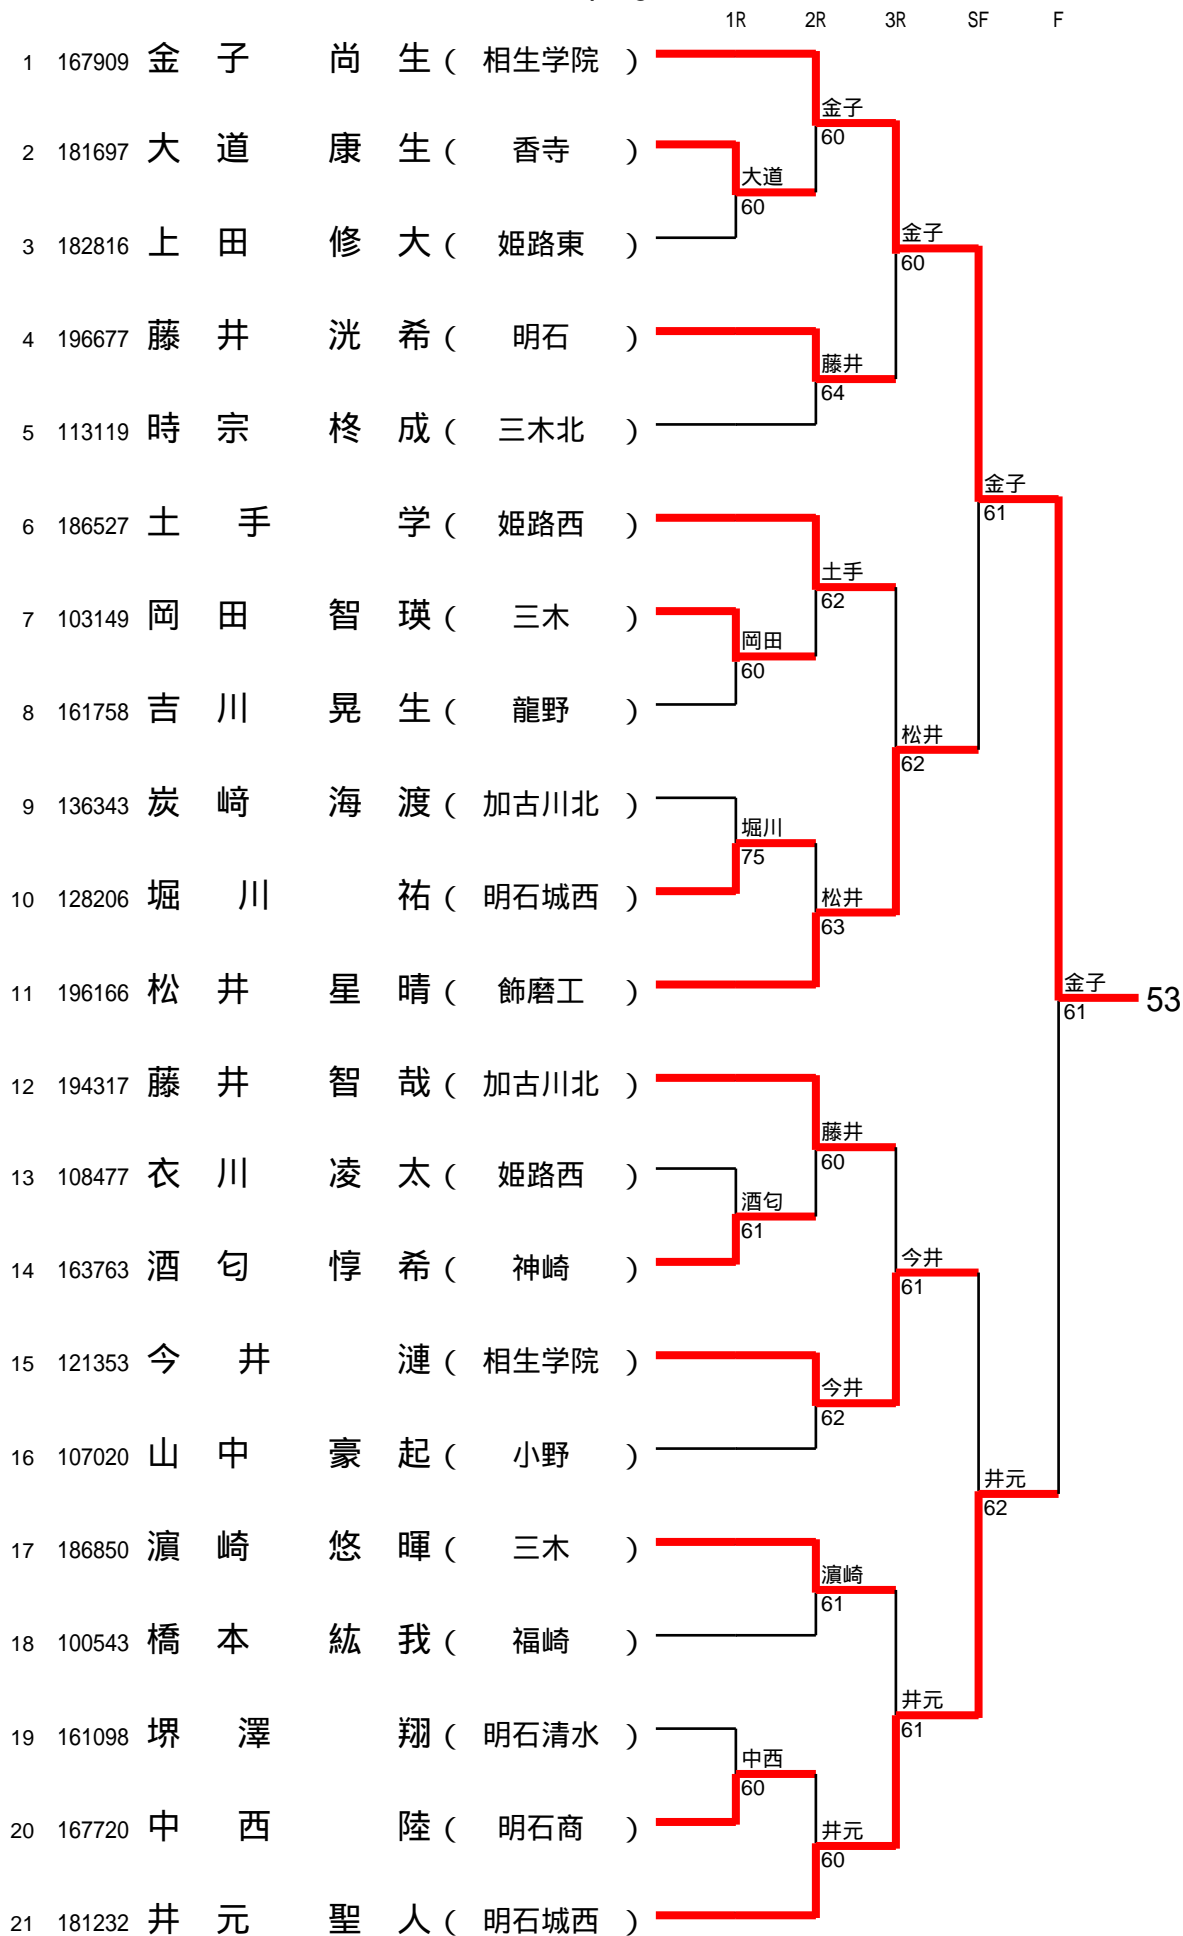 1R 2R 3R SF F
1 167909 金子 尚生 ( 相生学院 )
金子
60
2 181697 大道 康生 ( 香寺 )
大道
60
3 182816 上田 修大 ( 姫路東 )
金子
60
4 196677 藤井 洸希 ( 明石 )
藤井
64
5 113119 時宗 柊成 ( 三木北 )
金子
61
6 186527 土手 学 ( 姫路西 )
土手
62
7 103149 岡田 智瑛 ( 三木 )
岡田
60
8 161758 吉川 晃生 ( 龍野 )
松井
62
9 136343 炭﨑 海渡 ( 加古川北 )
堀川
75
10 128206 堀川 祐 ( 明石城西 )
松井
63
11 196166 松井 星晴 ( 飾磨工 )
金子
61
53
12 194317 藤井 智哉 ( 加古川北 )
藤井
60
13 108477 衣川 凌太 ( 姫路西 )
酒匂
61
14 163763 酒匂 惇希 ( 神崎 )
今井
61
15 121353 今井 漣 ( 相生学院 )
今井
62
16 107020 山中 豪起 ( 小野 )
井元
62
17 186850 濵崎 悠暉 ( 三木 )
濵崎
61
18 100543 橋本 紘我 ( 福崎 )
井元
61
19 161098 堺澤 翔 ( 明石清水 )
中西
60
20 167720 中西 陸 ( 明石商 )
井元
60
21 181232 井元 聖人 ( 明石城西 )